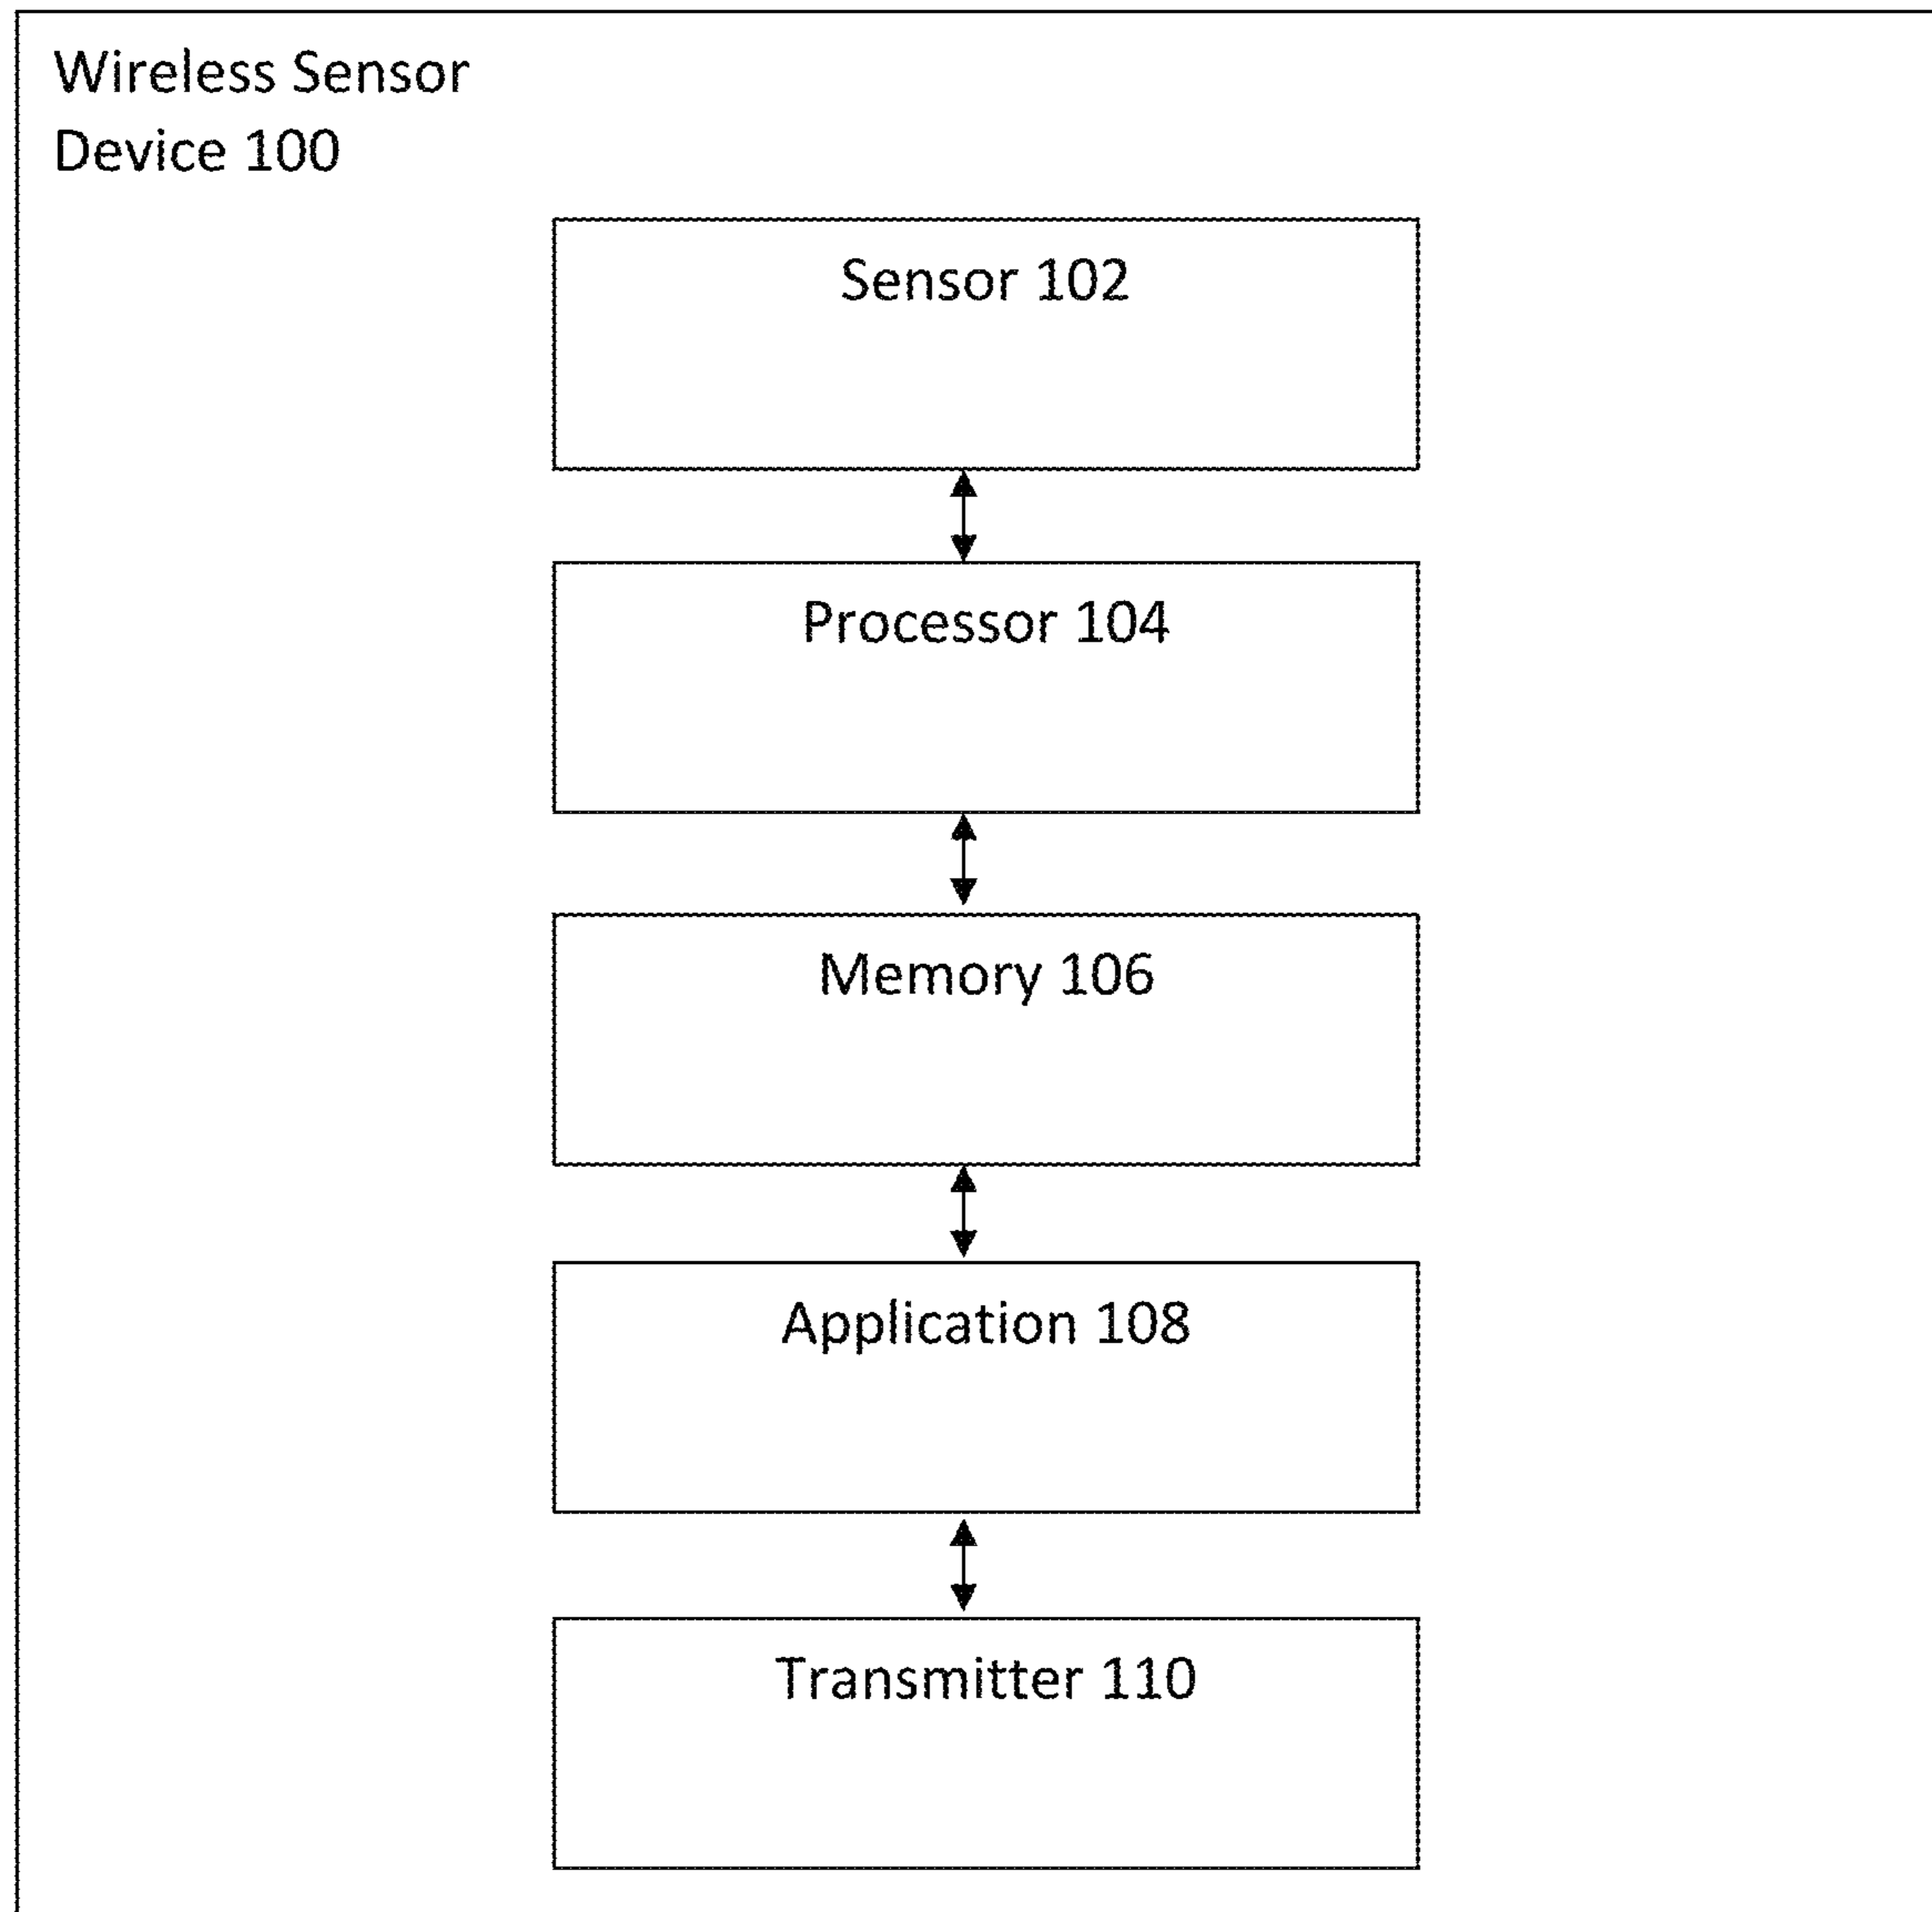 Wireless Sensor
Device 100
Sensor 102
Processor 104
Memory 106
Application 108
Transmitter 110